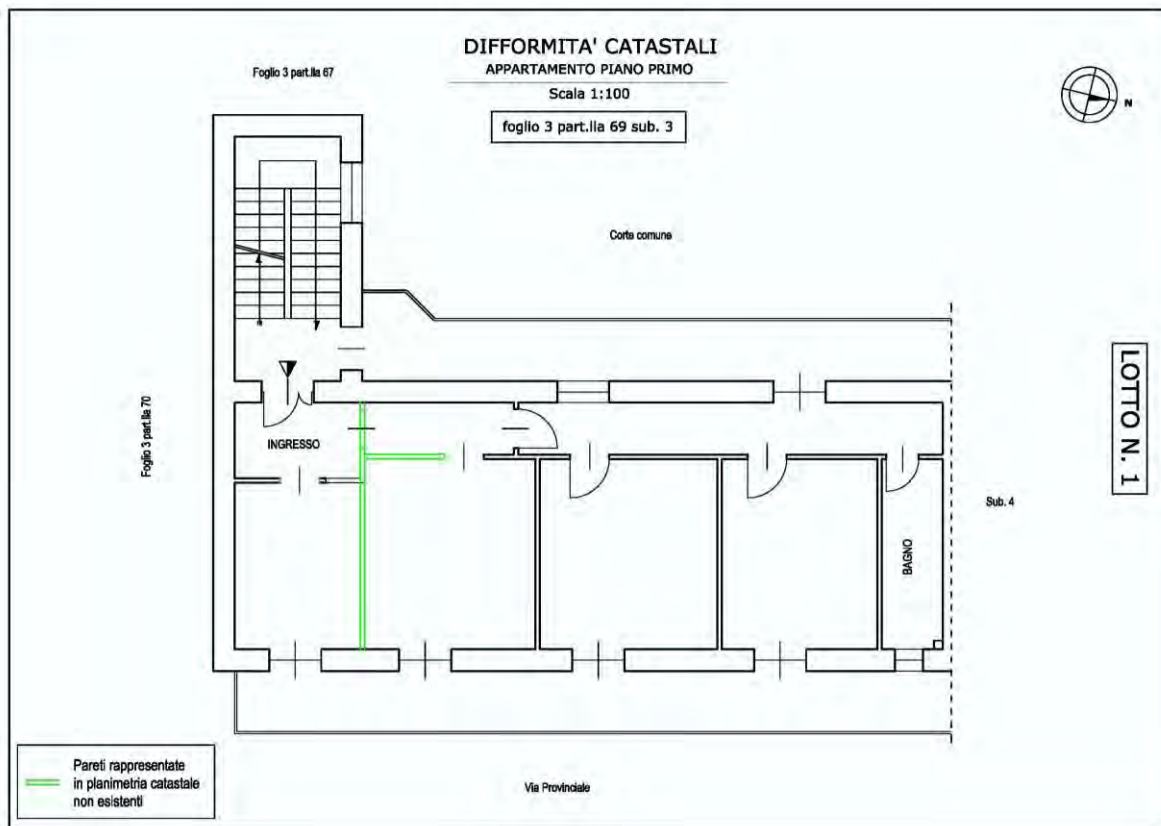 DIFFORMITA' CATASTALI
APPARTAMENTO PIANO PRIMO
Scala 1:100
foglio 3 part.lla 69 sub. 3
Foglio 3 part.lla 67
N
Corte comune
Foglio 3 part.lla 70
INGRESSO
LOTTO N. 1
Sub. 4
BAGNO
Pareti rappresentate
in planimetria catastale
non esistenti
Via Provinciale